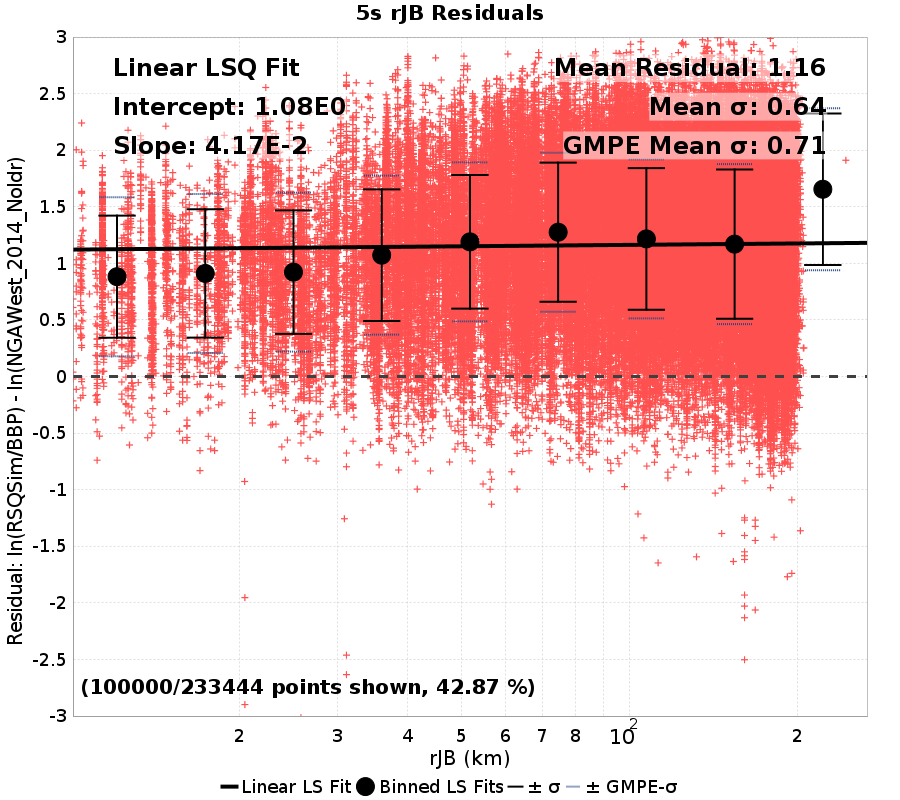 5s rJB Residuals
Linear LSQ Fit
Mean Residual: 1.16
Intercept: 1.08E0
Mean σ: 0.64
Slope: 4.17E-2
GMPE Mean σ: 0.71
3
2.5
2
1.5
1
0.5
0
-0.5
-1
-1.5
-2
-2.5
-3
Residual: ln(RSQSim/BBP) - ln(NGAWest_2014_NoIdr)
(100000/233444 points shown, 42.87 %)
2 3 4 5 6 7 8 10² 2
rJB (km)
Linear LS Fit Binned LS Fits ± σ ± GMPE-σ